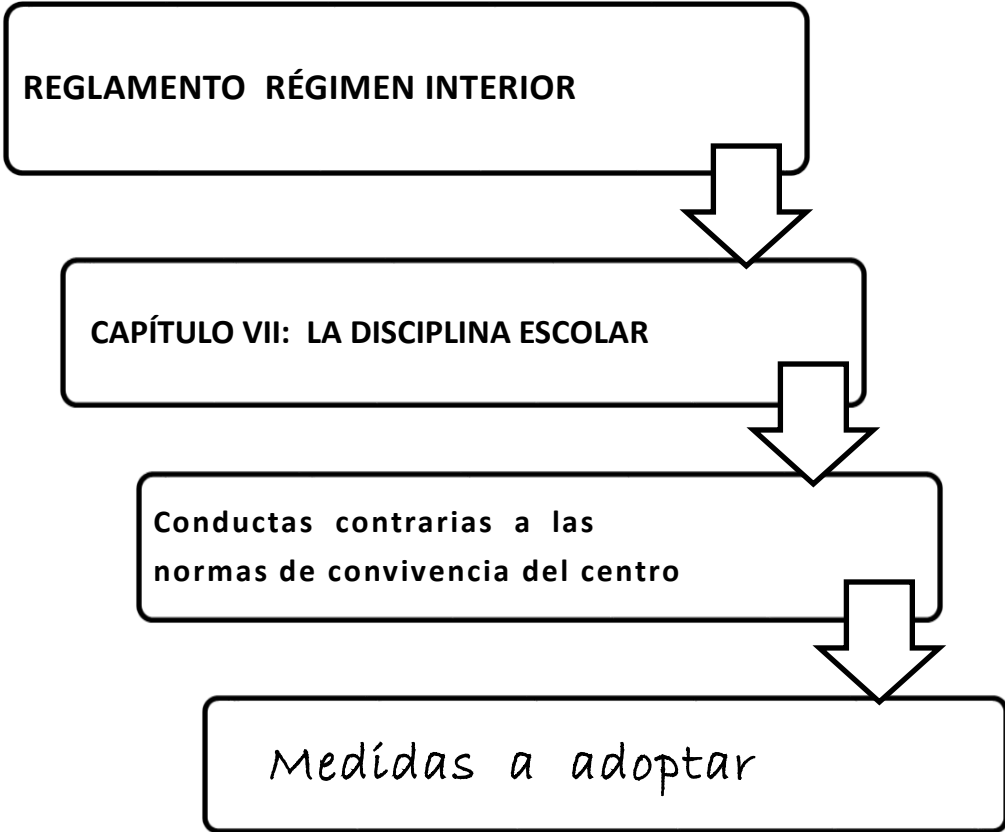 REGLAMENTO RÉGIMEN INTERIOR
CAPÍTULO VII: LA DISCIPLINA ESCOLAR
Conductas contrarias a las
normas de convivencia del centro
Medidas a adoptar